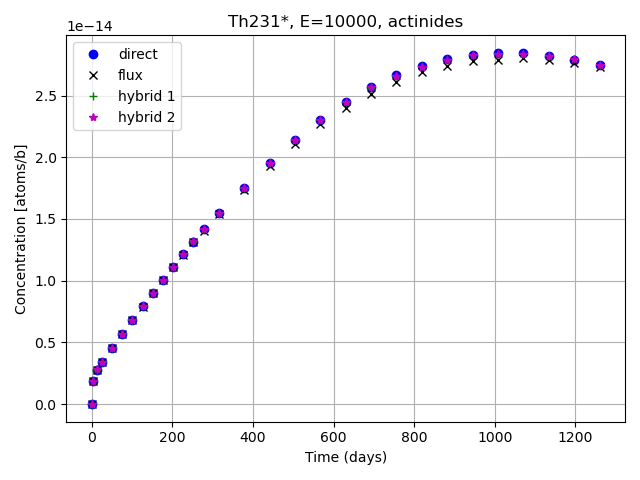 Th231*, E=10000, actinides
1e−14
direct
flux
hybrid 1
hybrid 2
2.5
2.0
1.5
1.0
0.5
0.0
Concentration [atoms/b]
0 200 400 600 800 1000 1200
Time (days)